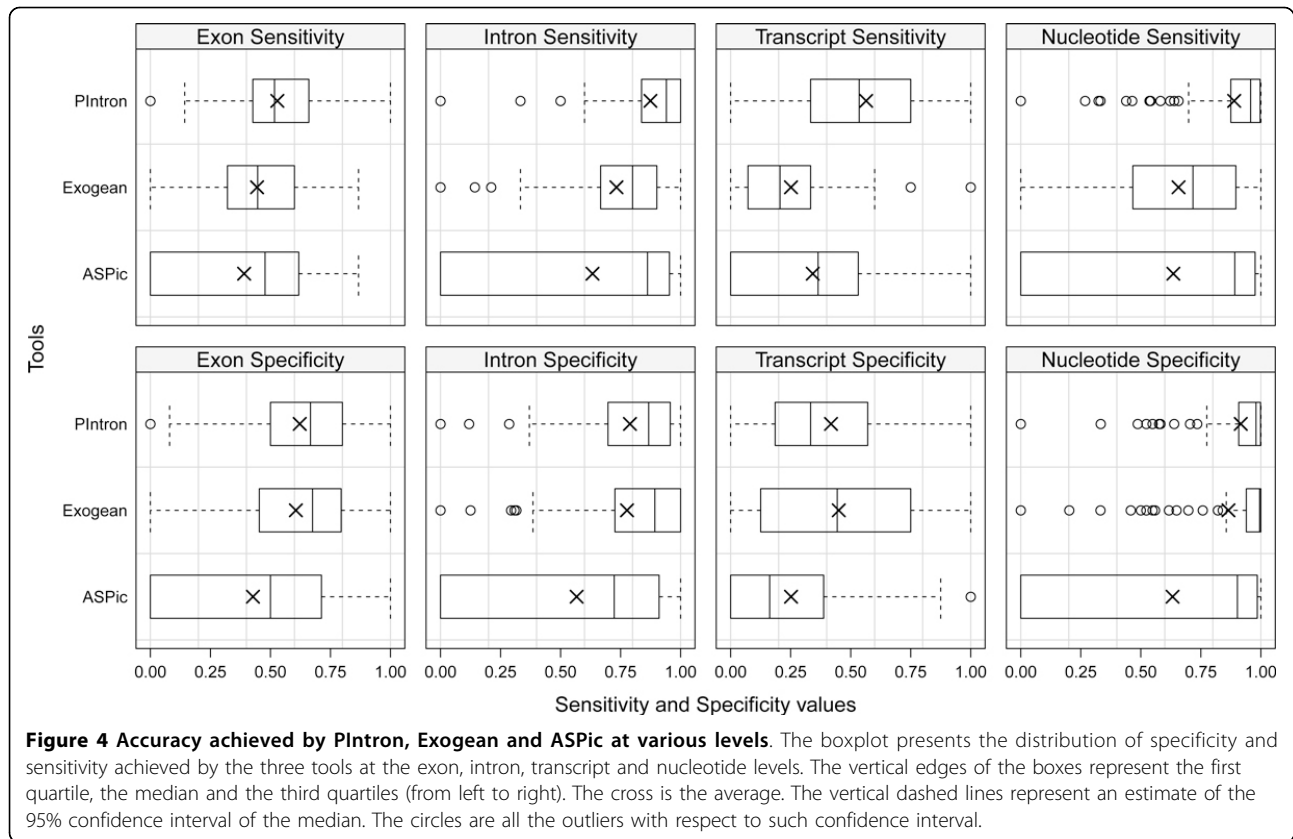 Exon Sensitivity
Intron Sensitivity
Transcript Sensitivity
Nucleotide Sensitivity
PIntron
Exogean
ASPic
Tools
Exon Specificity
Intron Specificity
Transcript Specificity
Nucleotide Specificity
PIntron
Exogean
ASPic
0.00 0.25 0.50 0.75 1.00
0.00 0.25 0.50 0.75 1.00
0.00 0.25 0.50 0.75 1.00
0.00 0.25 0.50 0.75 1.00
Sensitivity and Specificity values
Figure 4 Accuracy achieved by PIntron, Exogean and ASPic at various levels. The boxplot presents the distribution of specificity and
sensitivity achieved by the three tools at the exon, intron, transcript and nucleotide levels. The vertical edges of the boxes represent the first
quartile, the median and the third quartiles (from left to right). The cross is the average. The vertical dashed lines represent an estimate of the
95% confidence interval of the median. The circles are all the outliers with respect to such confidence interval.